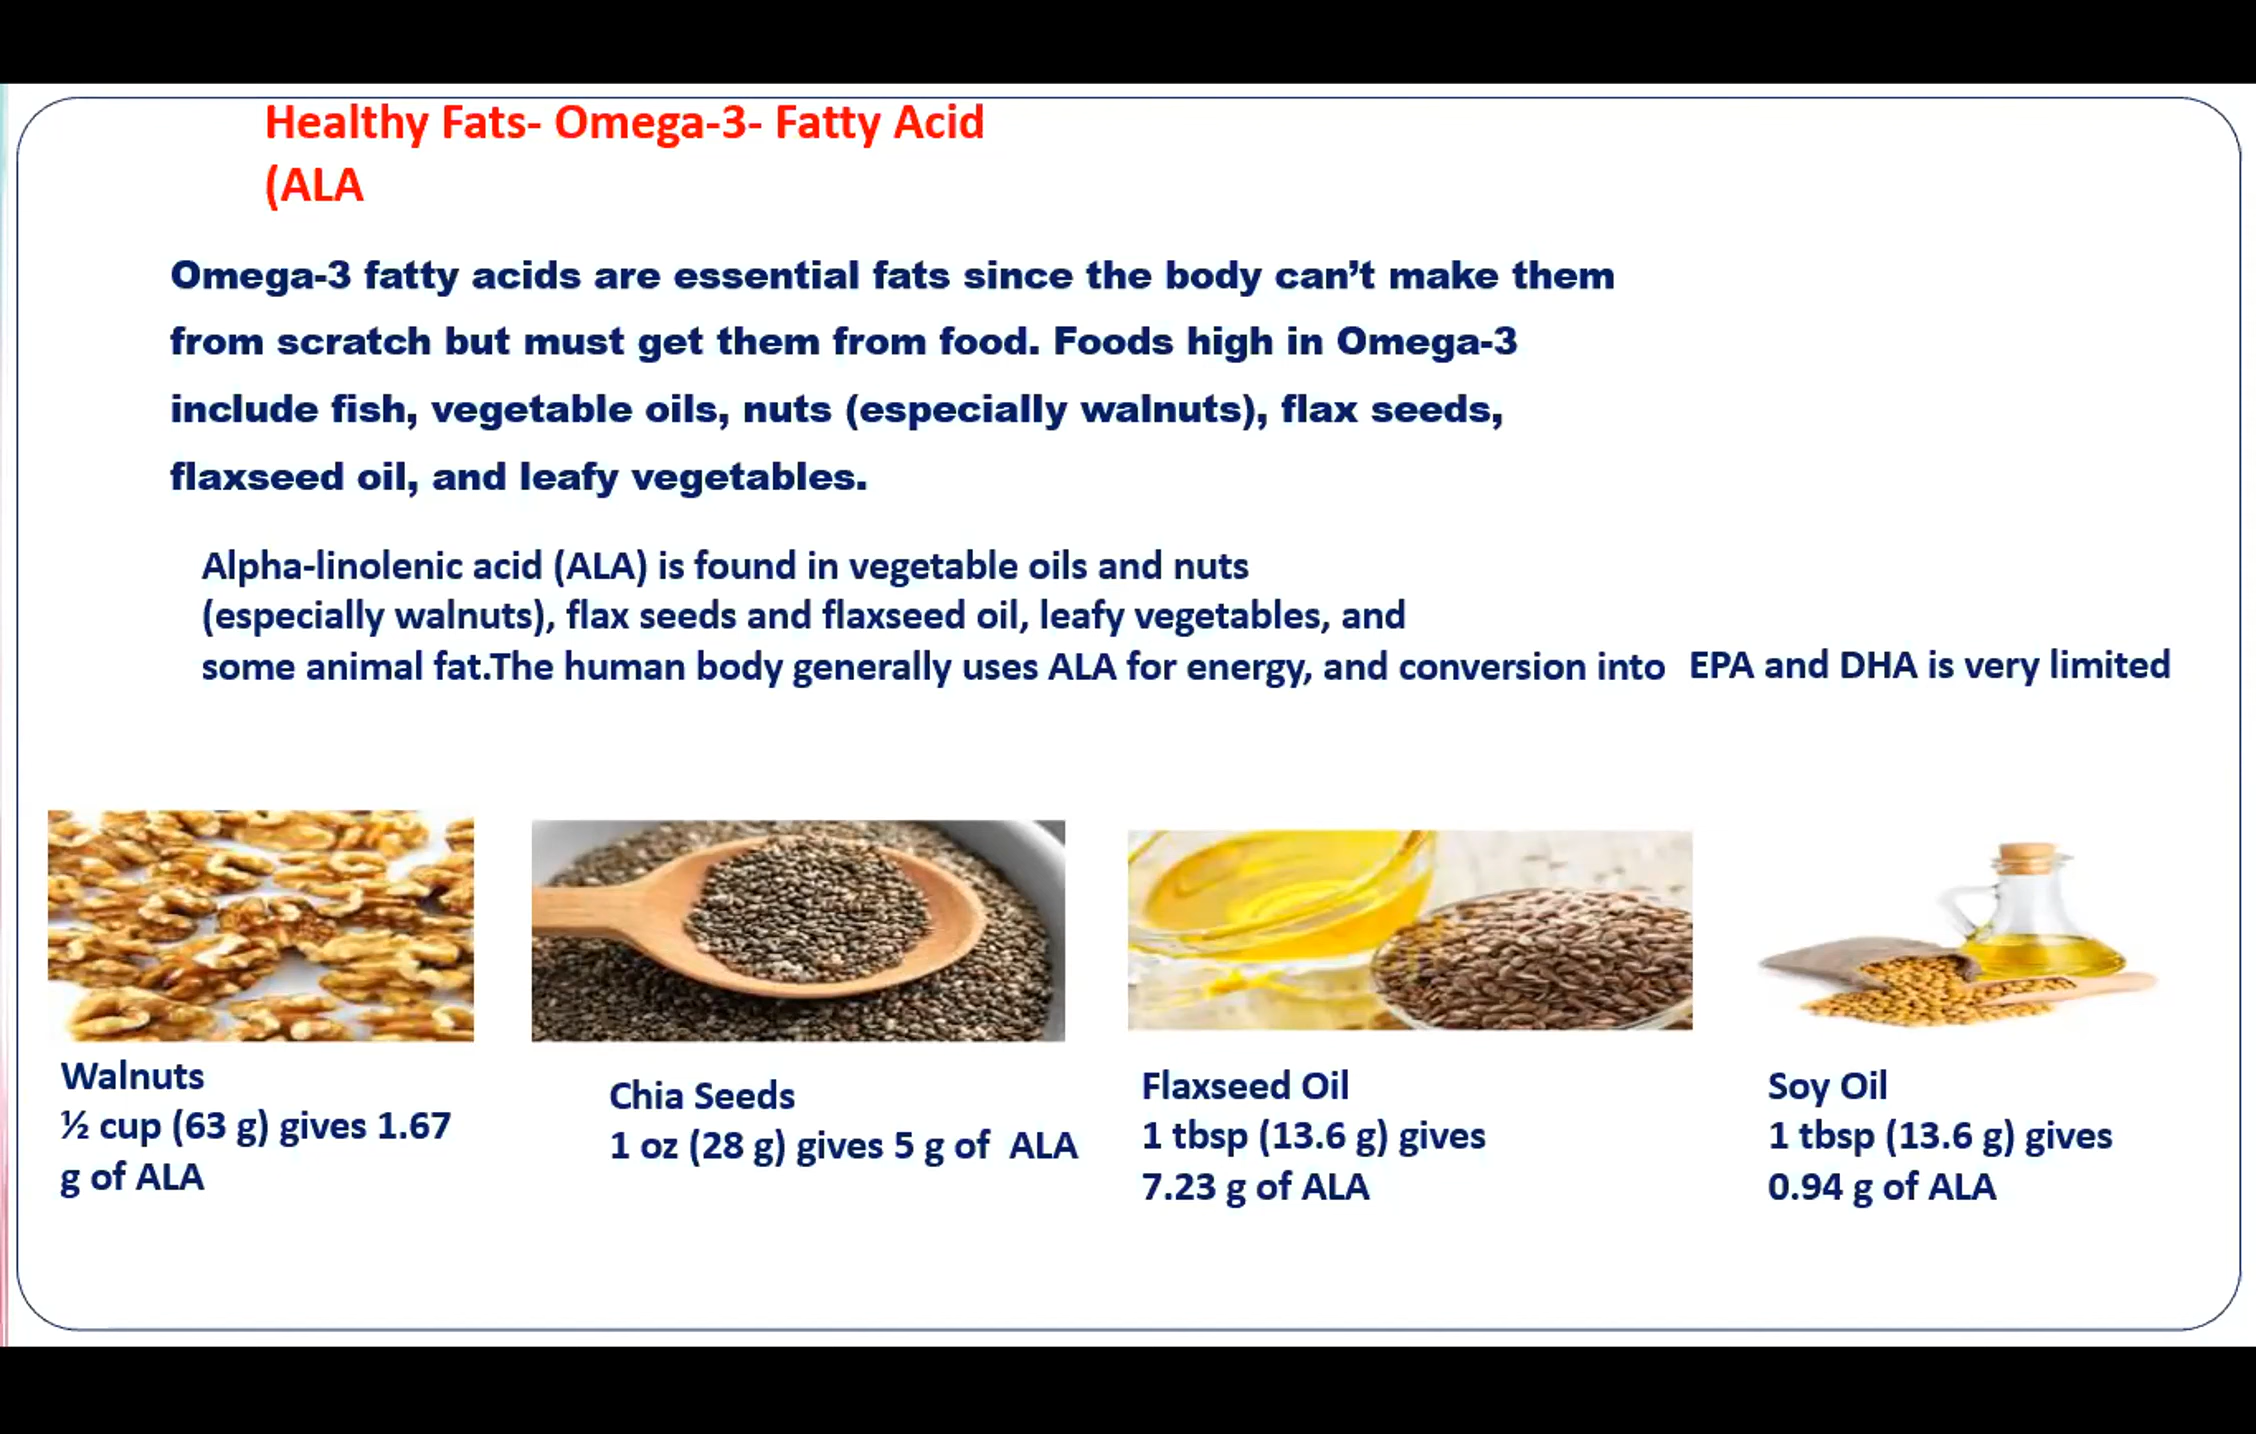 Healthy Fats- Omega-3- Fatty Acid
(ALA
Omega-3 fatty acids are essential fats since the body can’t make them
from scratch but must get them from food. Foods high in Omega-3
include fish, vegetable oils, nuts (especially walnuts), flax seeds,
flaxseed oil, and leafy vegetables.
Alpha-linolenic acid (ALA) is found in vegetable oils and nuts
(especially walnuts), flax seeds and flaxseed oil, leafy vegetables, and
some animal fat.The human body generally uses ALA for energy, and conversion into EPA and DHA is very limited
Walnuts
½ cup (63 g) gives 1.67
g of ALA
Chia Seeds
1 oz (28 g) gives 5 g of ALA
Flaxseed Oil
1 tbsp (13.6 g) gives
7.23 g of ALA
Soy Oil
1 tbsp (13.6 g) gives
0.94 g of ALA